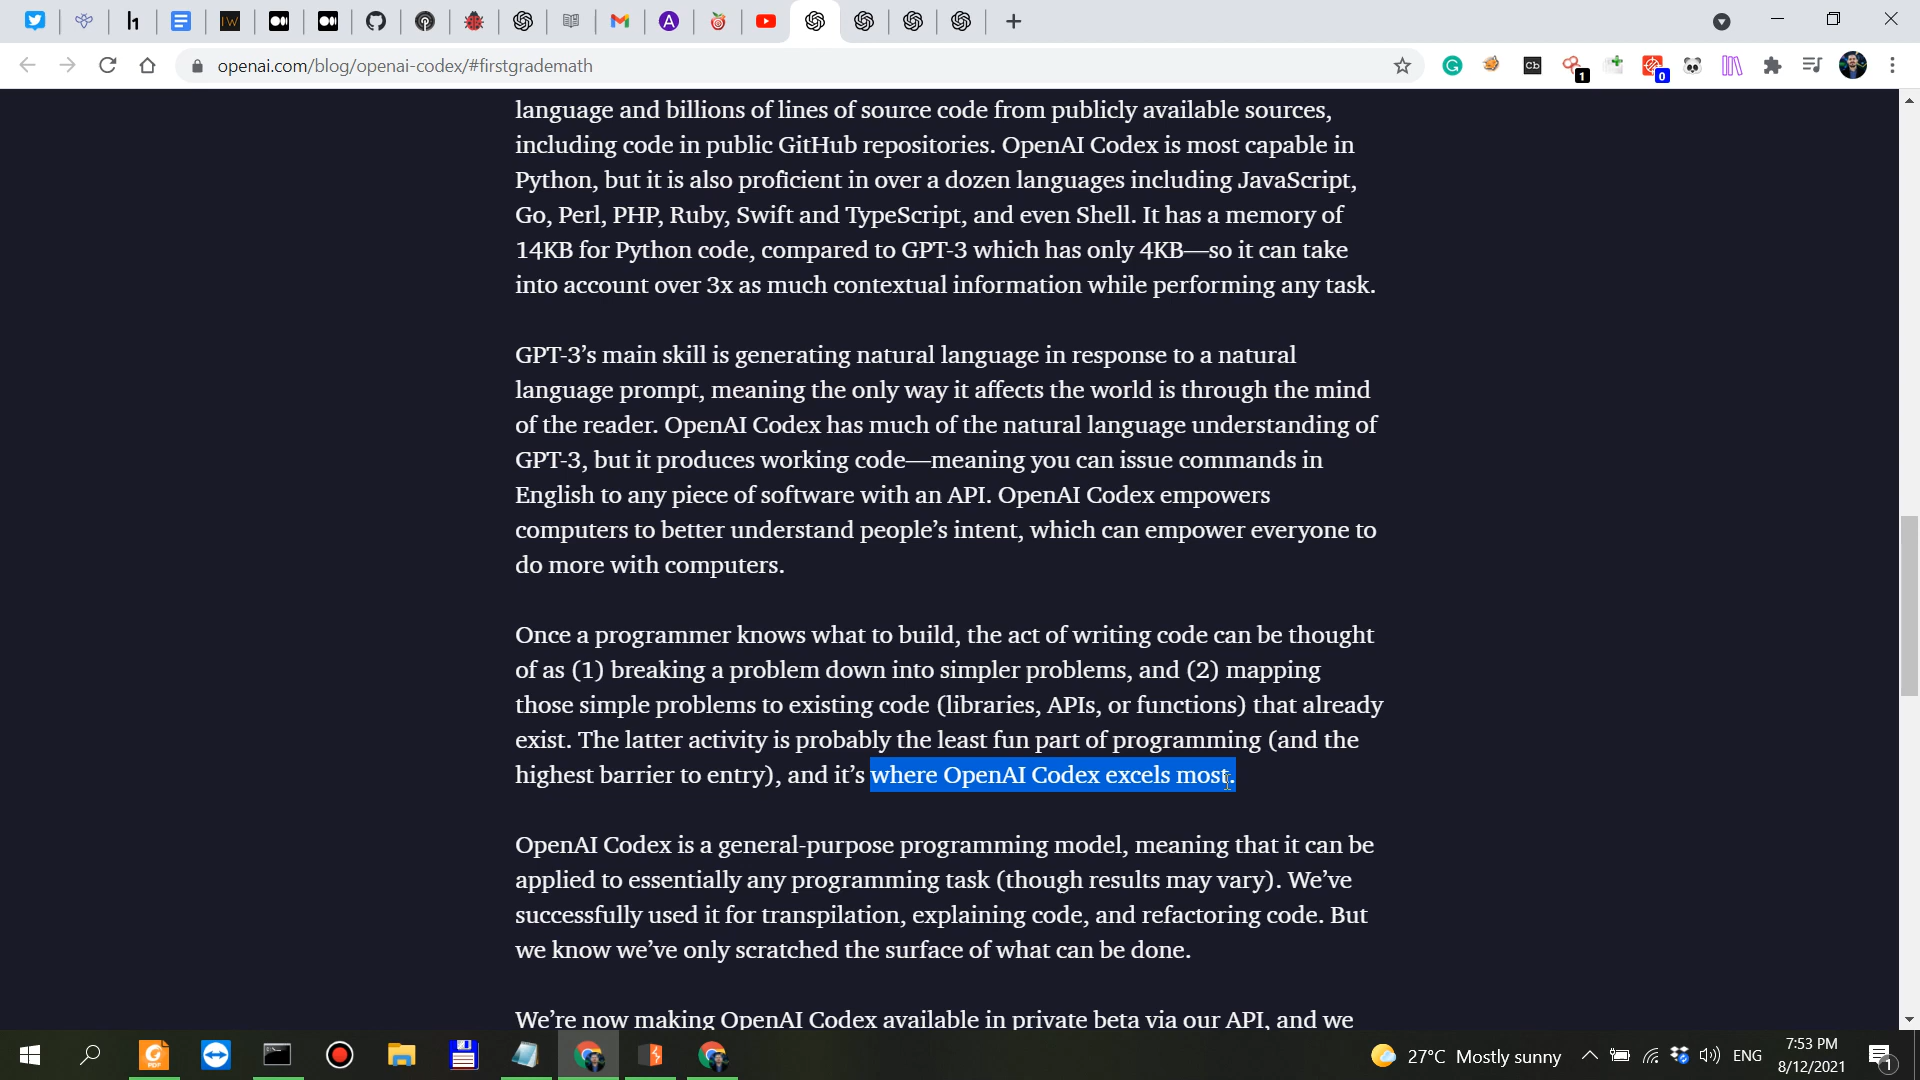 openai.com/blog/openai-codex/#firstgrademath
language and billions of lines of source code from publicly available sources,
including code in public GitHub repositories. OpenAI Codex is most capable in
Python, but it is also proficient in over a dozen languages including JavaScript,
Go, Perl, PHP, Ruby, Swift and TypeScript, and even Shell. It has a memory of
14KB for Python code, compared to GPT-3 which has only 4KB—so it can take
into account over 3x as much contextual information while performing any task.
GPT-3’s main skill is generating natural language in response to a natural
language prompt, meaning the only way it affects the world is through the mind
of the reader. OpenAI Codex has much of the natural language understanding of
GPT-3, but it produces working code—meaning you can issue commands in
English to any piece of software with an API. OpenAI Codex empowers
computers to better understand people’s intent, which can empower everyone to
do more with computers.
Once a programmer knows what to build, the act of writing code can be thought
of as (1) breaking a problem down into simpler problems, and (2) mapping
those simple problems to existing code (libraries, APIs, or functions) that already
exist. The latter activity is probably the least fun part of programming (and the
highest barrier to entry), and it’s where OpenAI Codex excels most.
OpenAI Codex is a general-purpose programming model, meaning that it can be
applied to essentially any programming task (though results may vary). We’ve
successfully used it for transpilation, explaining code, and refactoring code. But
we know we’ve only scratched the surface of what can be done.
We’re now making OpenAI Codex available in private beta via our API, and we
27°C Mostly sunny
ENG
7:53 PM
8/12/2021
1